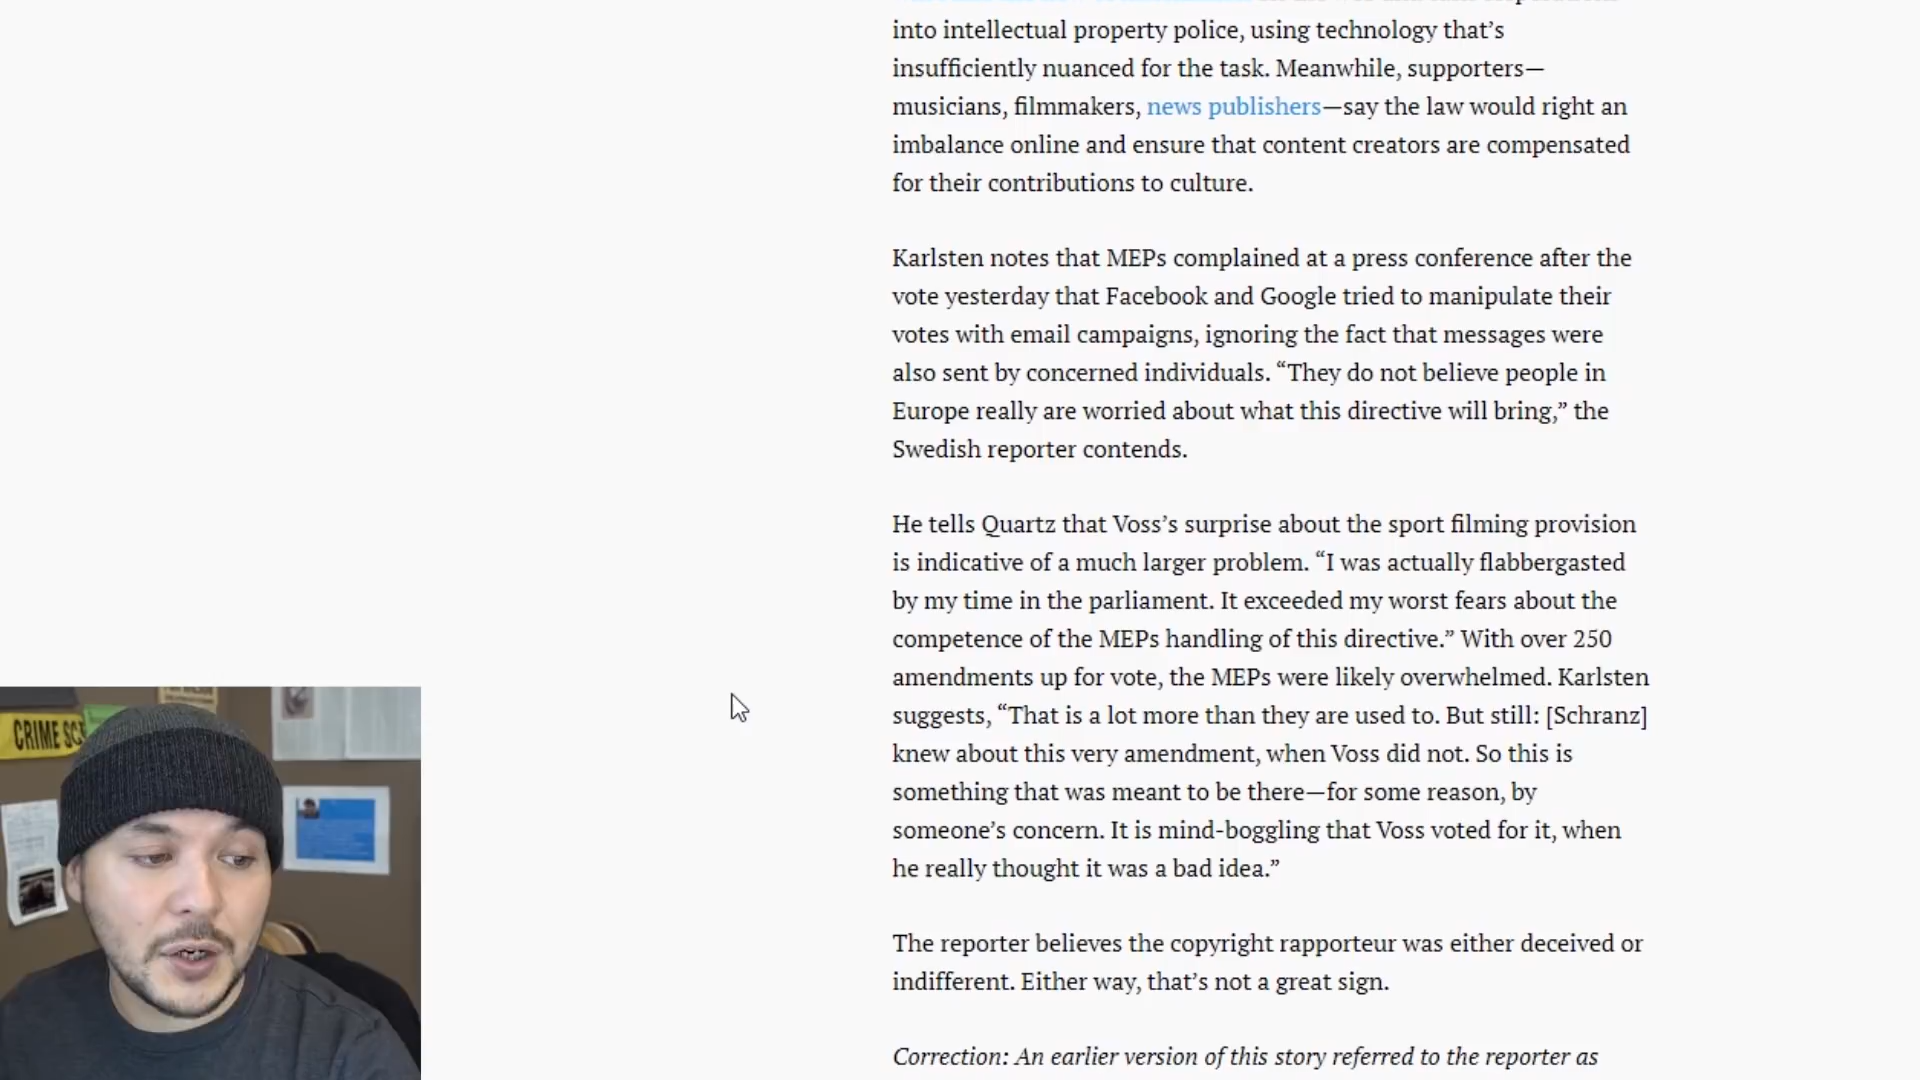 into intellectual property police, using technology that’s
insufficiently nuanced for the task. Meanwhile, supporters—
musicians, filmmakers, news publishers—say the law would right an
imbalance online and ensure that content creators are compensated
for their contributions to culture.
Karlsten notes that MEPs complained at a press conference after the
vote yesterday that Facebook and Google tried to manipulate their
votes with email campaigns, ignoring the fact that messages were
also sent by concerned individuals. “They do not believe people in
Europe really are worried about what this directive will bring,” the
Swedish reporter contends.
He tells Quartz that Voss’s surprise about the sport filming provision
is indicative of a much larger problem. “I was actually flabbergasted
by my time in the parliament. It exceeded my worst fears about the
competence of the MEPs handling of this directive.” With over 250
amendments up for vote, the MEPs were likely overwhelmed. Karlsten
suggests, “That is a lot more than they are used to. But still: [Schranz]
knew about this very amendment, when Voss did not. So this is
something that was meant to be there—for some reason, by
someone’s concern. It is mind-boggling that Voss voted for it, when
he really thought it was a bad idea.”
The reporter believes the copyright rapporteur was either deceived or
indifferent. Either way, that’s not a great sign.
Correction: An earlier version of this story referred to the reporter as
CRIME SC